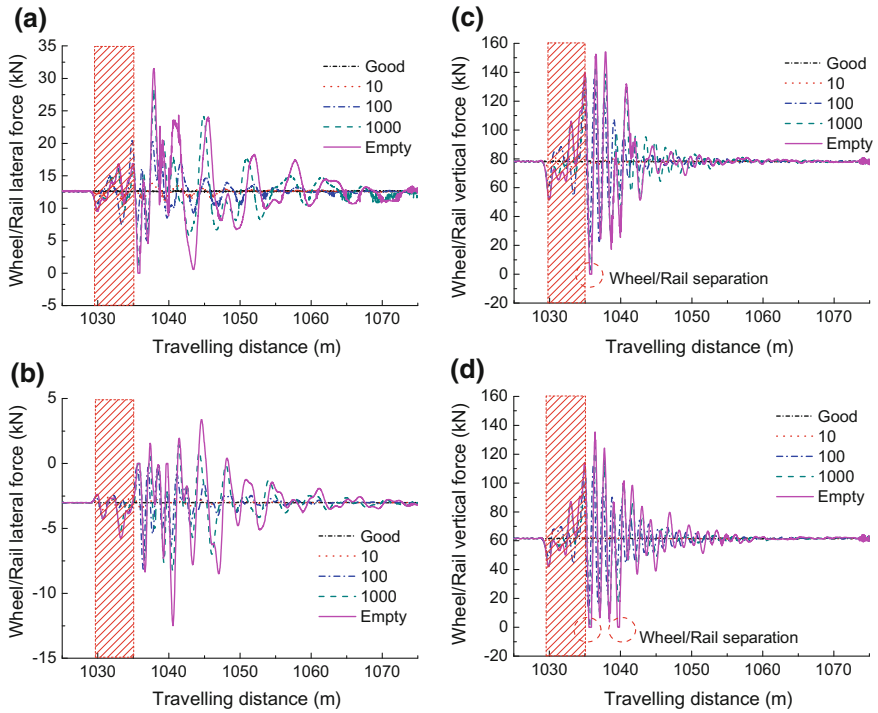 (a)
Wheel/Rail lateral force (kN)
35
30
25
20
15
10
5
0
-5
Good
10
100
1000
Empty
1030 1040 1050 1060 1070
Travelling distance (m)
(b)
Wheel/Rail lateral force (kN)
5
0
-5
-10
-15
Good
10
100
1000
Empty
1030 1040 1050 1060 1070
Travelling distance (m)
(c)
Wheel/Rail vertical force (kN)
160
140
120
100
80
60
40
20
0
-20
Good
10
100
1000
Empty
Wheel/Rail separation
1030 1040 1050 1060 1070
Travelling distance (m)
(d)
Wheel/Rail vertical force (kN)
160
140
120
100
80
60
40
20
0
-20
Good
10
100
1000
Empty
Wheel/Rail separation
1030 1040 1050 1060 1070
Travelling distance (m)